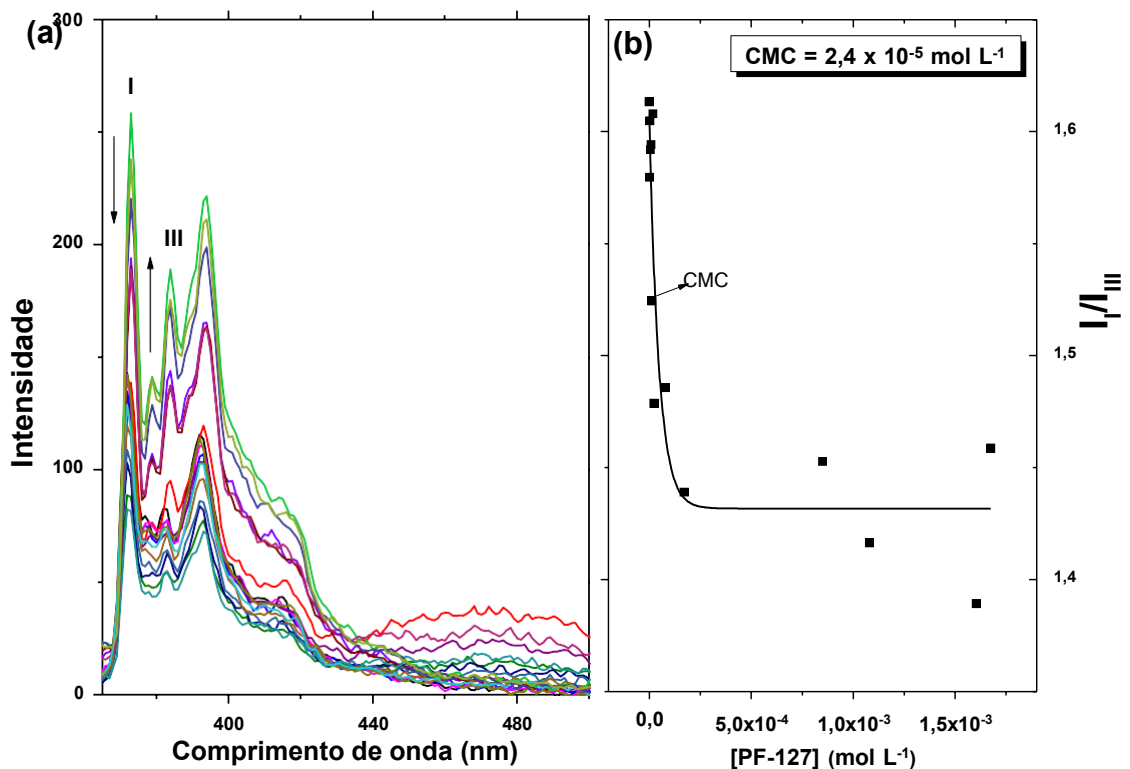 (a)
300
200
100
0
Intensidade
I
III
400
440
480
Comprimento de onda (nm)
(b)
CMC = 2,4 x 10⁻⁵ mol L⁻¹
CMC
1,6
1,5
1,4
I_I/I_III
0,0
5,0x10⁻⁴
1,0x10⁻³
1,5x10⁻³
[PF-127] (mol L⁻¹)